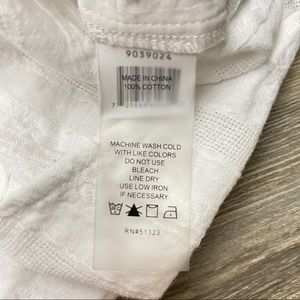 9039024
MADE IN CHINA
100% COTTON
7
MACHINE WASH COLD
WITH LIKE COLORS
DO NOT USE
BLEACH
LINE DRY
USE LOW IRON
IF NECESSARY
RN#51323